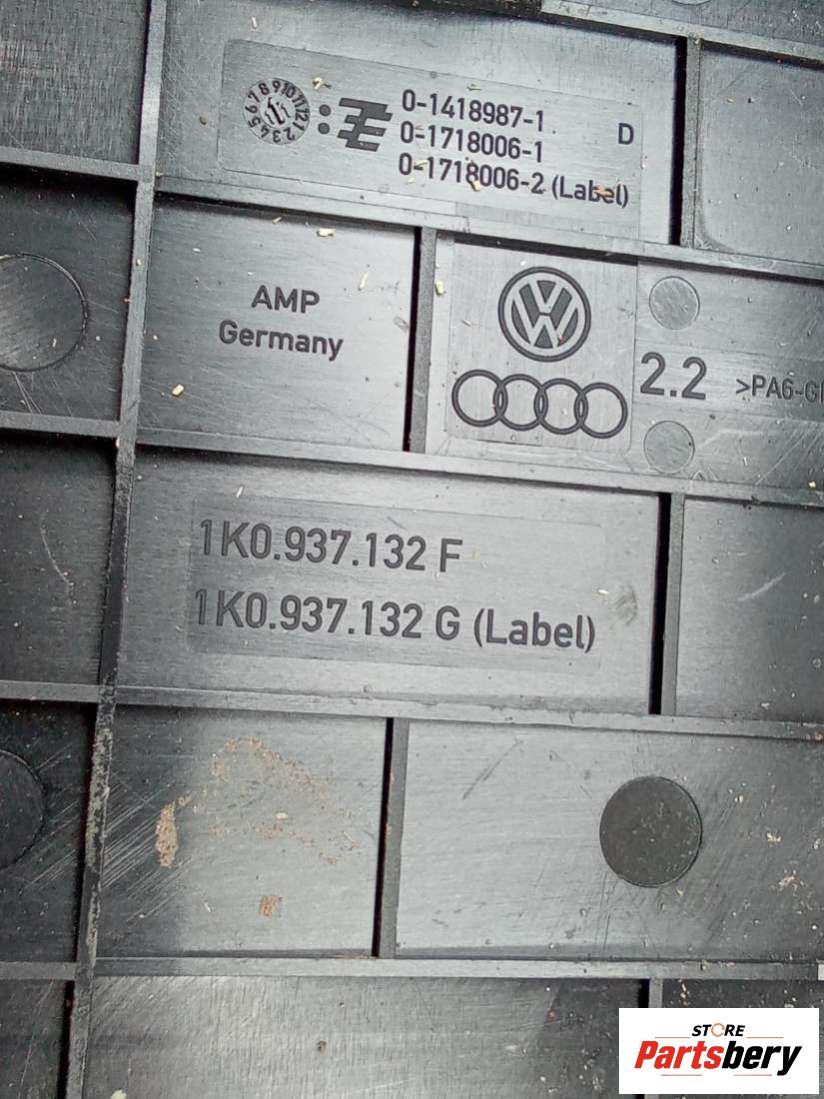 0-1418987-1
0-1718006-1 D
0-1718006-2 (Label)
AMP
Germany
2.2 >PA6-G
1K0.937.132 F
1K0.937.132 G (Label)
STORE
Partsbery